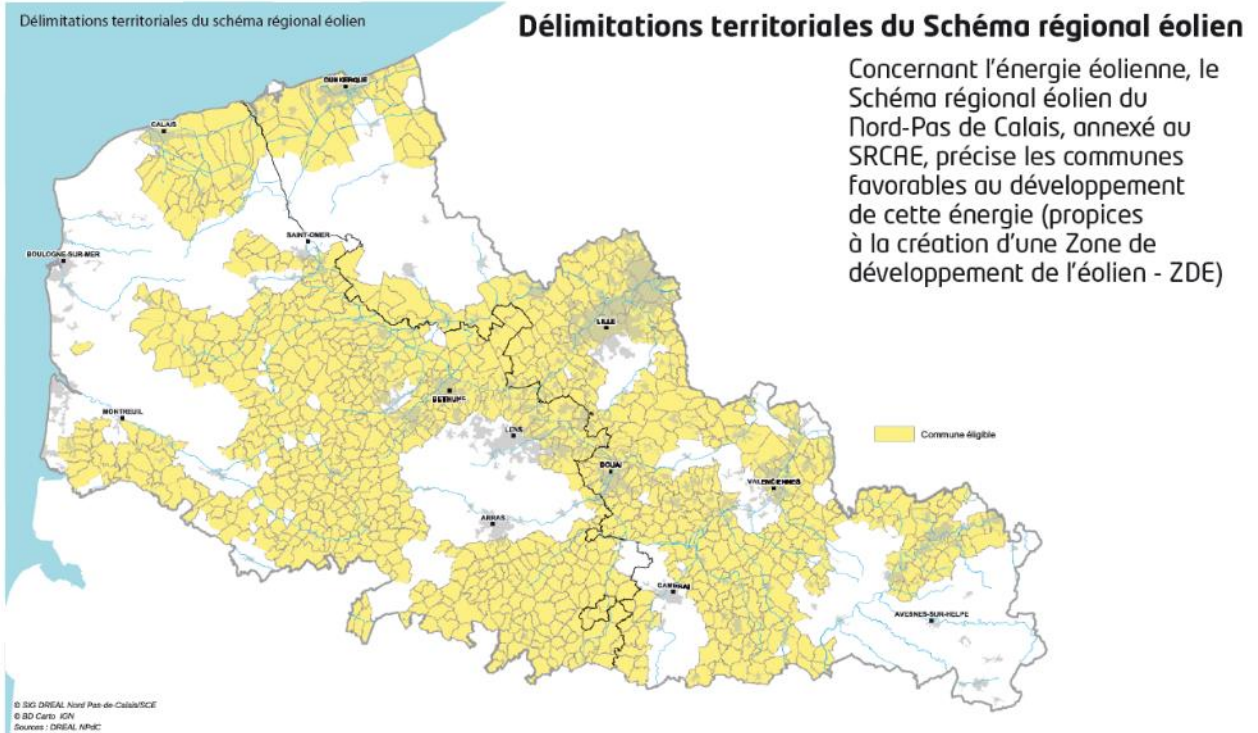 Délimitations territoriales du schéma régional éolien
Délimitations territoriales du Schéma régional éolien
Concernant l'énergie éolienne, le
Schéma régional éolien du
Nord-Pas de Calais, annexé au
SRCAE, précise les communes
favorables au développement
de cette énergie (propices
à la création d'une Zone de
développement de l'éolien - ZDE)
DUNKERQUE
CALAIS
SAINT-OMER
BOULOGNE-SUR-MER
LILLE
BETHUNE
MONTREUIL
LENS
Commune éligible
DOUAI
VALENCIENNES
ARRAS
CAMBRAI
AVESNES-SUR-HELPE
© SIG DREAL Nord Pas-de-Calais/SCE
© BD Carto IGN
Sources : DREAL NPdC